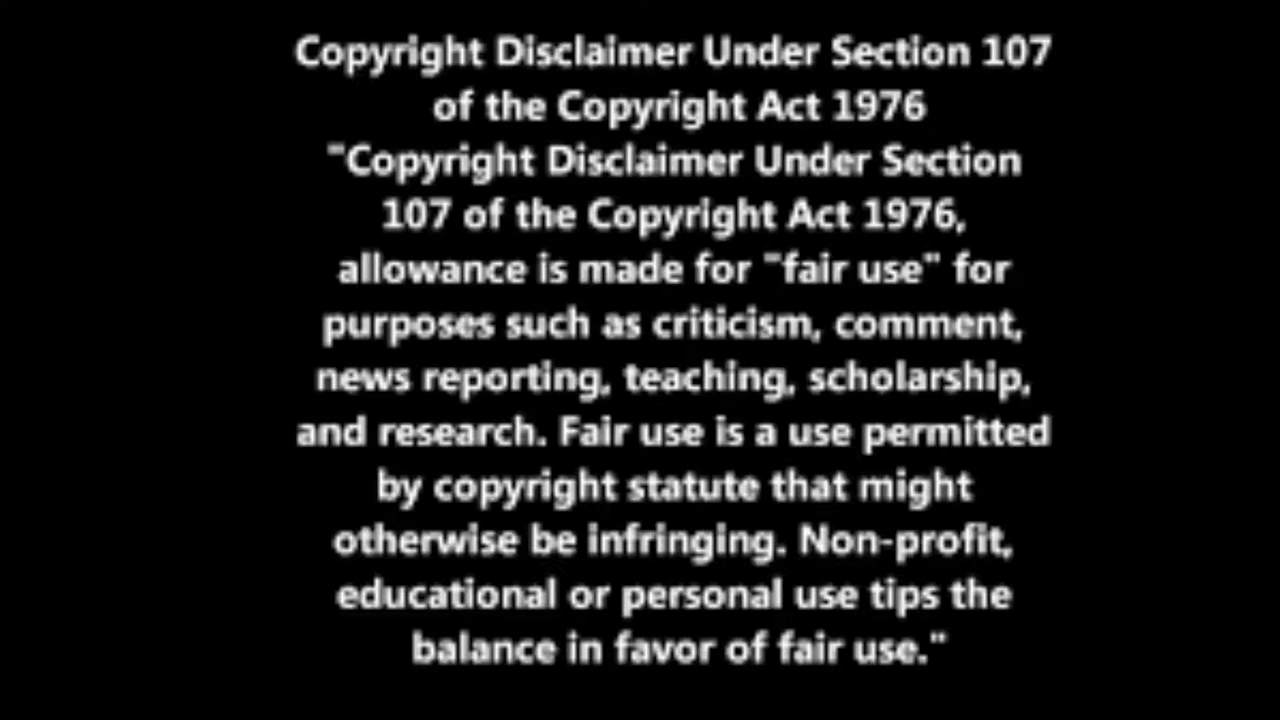 Copyright Disclaimer Under Section 107
of the Copyright Act 1976
"Copyright Disclaimer Under Section
107 of the Copyright Act 1976,
allowance is made for "fair use" for
purposes such as criticism, comment,
news reporting, teaching, scholarship,
and research. Fair use is a use permitted
by copyright statute that might
otherwise be infringing. Non-profit,
educational or personal use tips the
balance in favor of fair use."